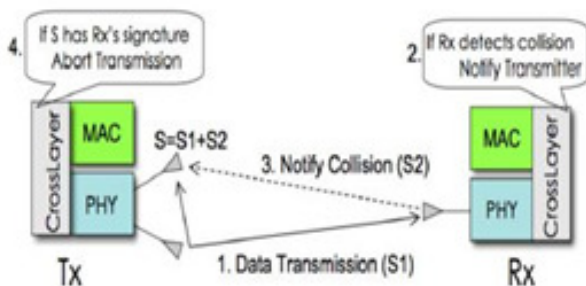 4.
If S has Rx's signature
Abort Transmission
2.
If Rx detects collision
Notify Transmitter
CrossLayer
MAC
PHY
S=S1+S2
3. Notify Collision (S2)
1. Data Transmission (S1)
MAC
PHY
CrossLayer
Tx
Rx